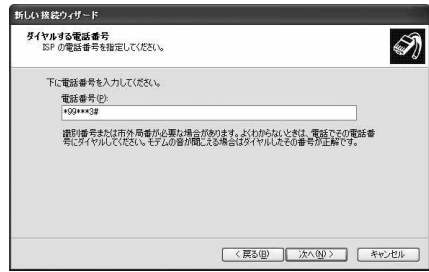 新しい接続ウィザード
ダイヤルする電話番号
ISP の電話番号を指定してください。
下に電話番号を入力してください。
電話番号(P):
*99***3#
識別番号または市外局番が必要な場合があります。よくわからないときは、電話でその電話番
号にダイヤルしてください。モデムの音が聞こえる場合はダイヤルしたその番号が正解です。
< 戻る(B)
次へ(N) >
キャンセル